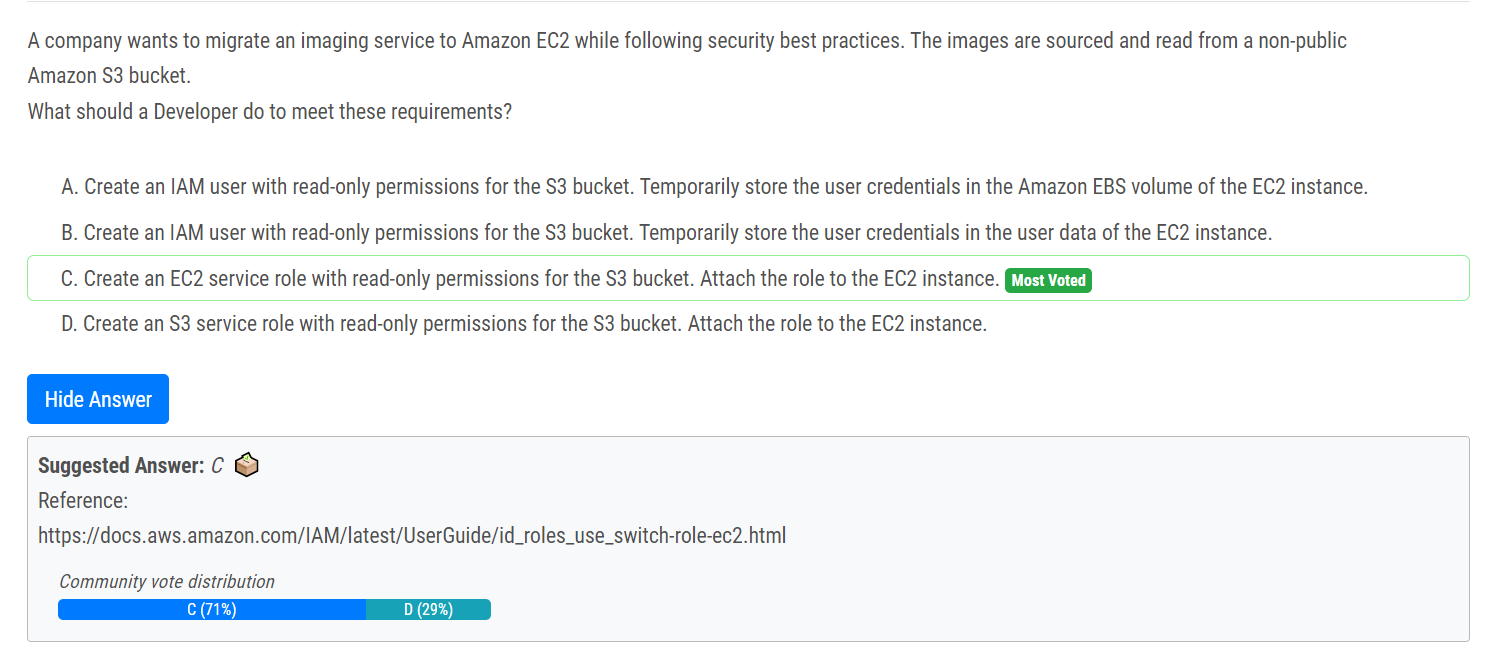 A company wants to migrate an imaging service to Amazon EC2 while following security best practices. The images are sourced and read from a non-public
Amazon S3 bucket.
What should a Developer do to meet these requirements?
A. Create an IAM user with read-only permissions for the S3 bucket. Temporarily store the user credentials in the Amazon EBS volume of the EC2 instance.
B. Create an IAM user with read-only permissions for the S3 bucket. Temporarily store the user credentials in the user data of the EC2 instance.
C. Create an EC2 service role with read-only permissions for the S3 bucket. Attach the role to the EC2 instance. Most Voted
D. Create an S3 service role with read-only permissions for the S3 bucket. Attach the role to the EC2 instance.
Hide Answer
Suggested Answer: C
Reference:
https://docs.aws.amazon.com/IAM/latest/UserGuide/id_roles_use_switch-role-ec2.html
Community vote distribution
C (71%) D (29%)